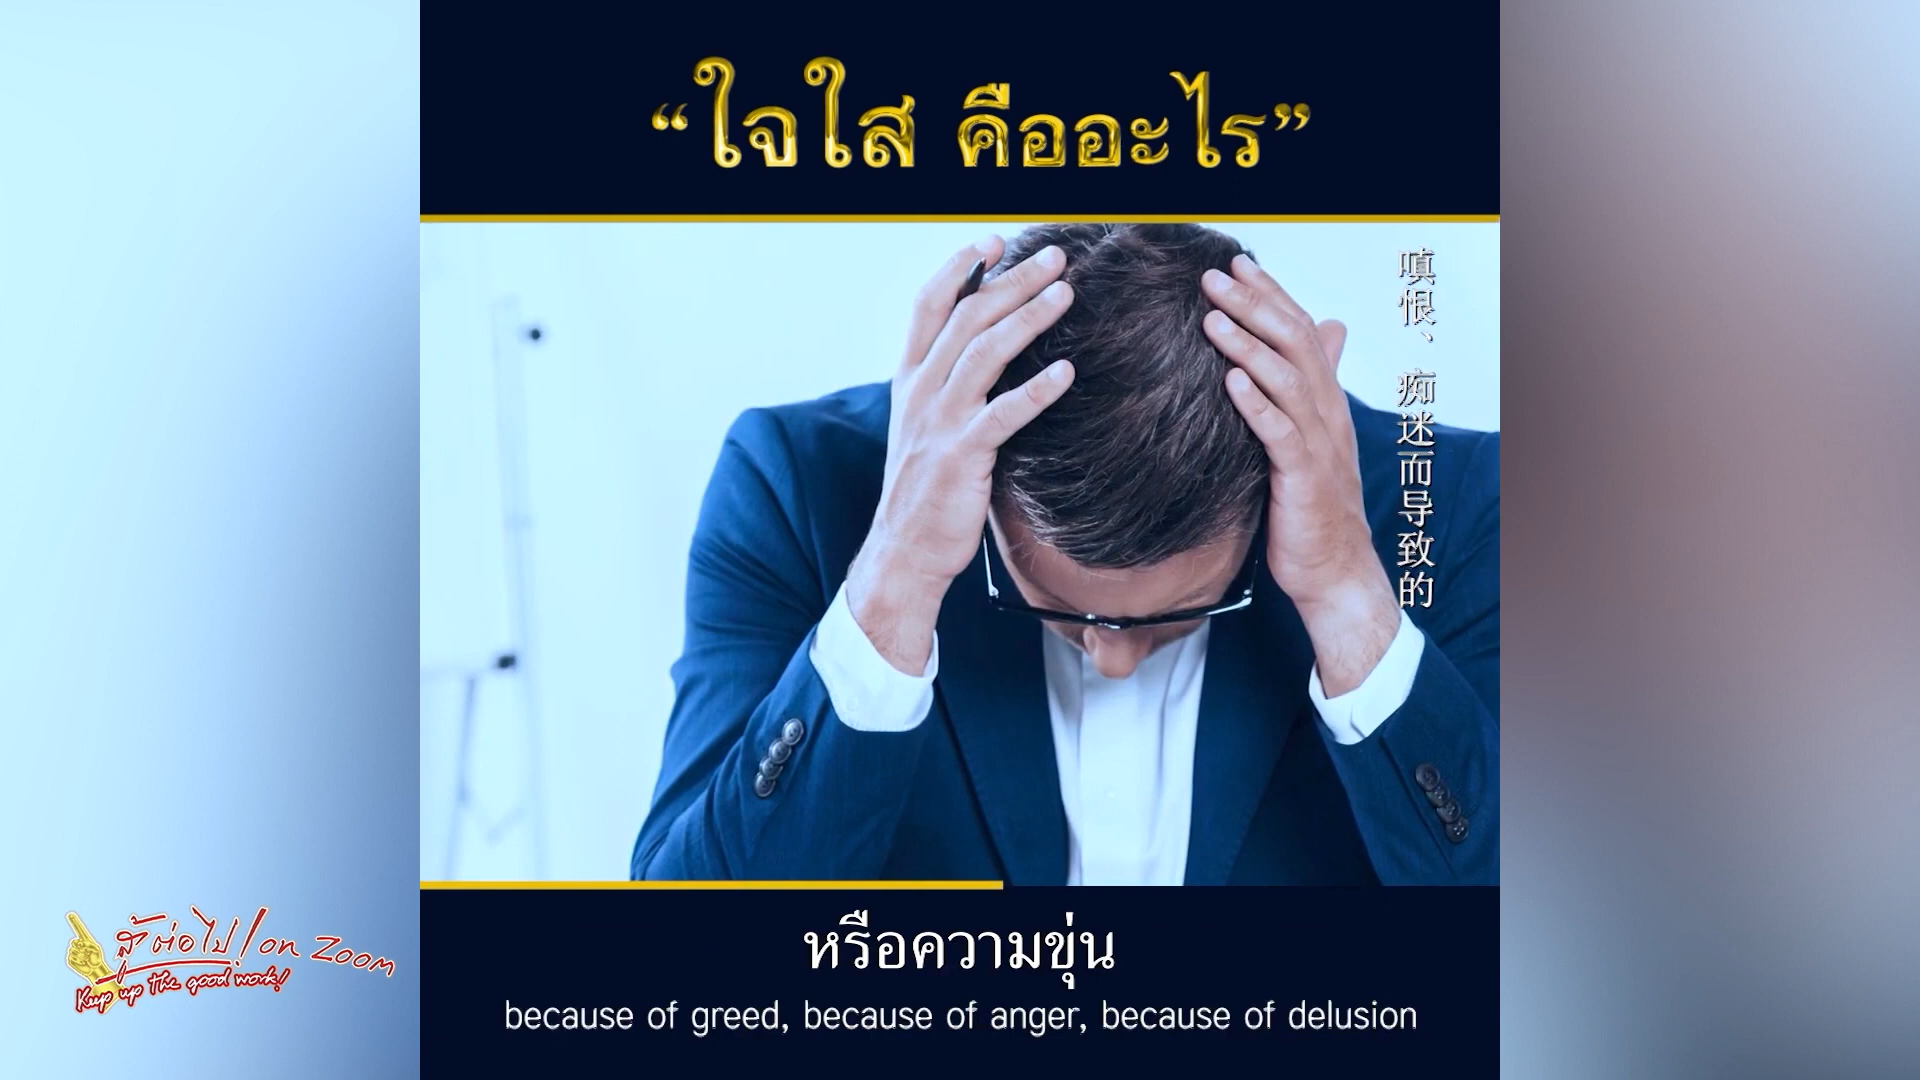 “ใจใส คืออะไร”
嗔恨、痴迷而导致的
หรือความขุ่น
because of greed, because of anger, because of delusion
สู้ต่อไป! on Zoom
Keep up the good work!